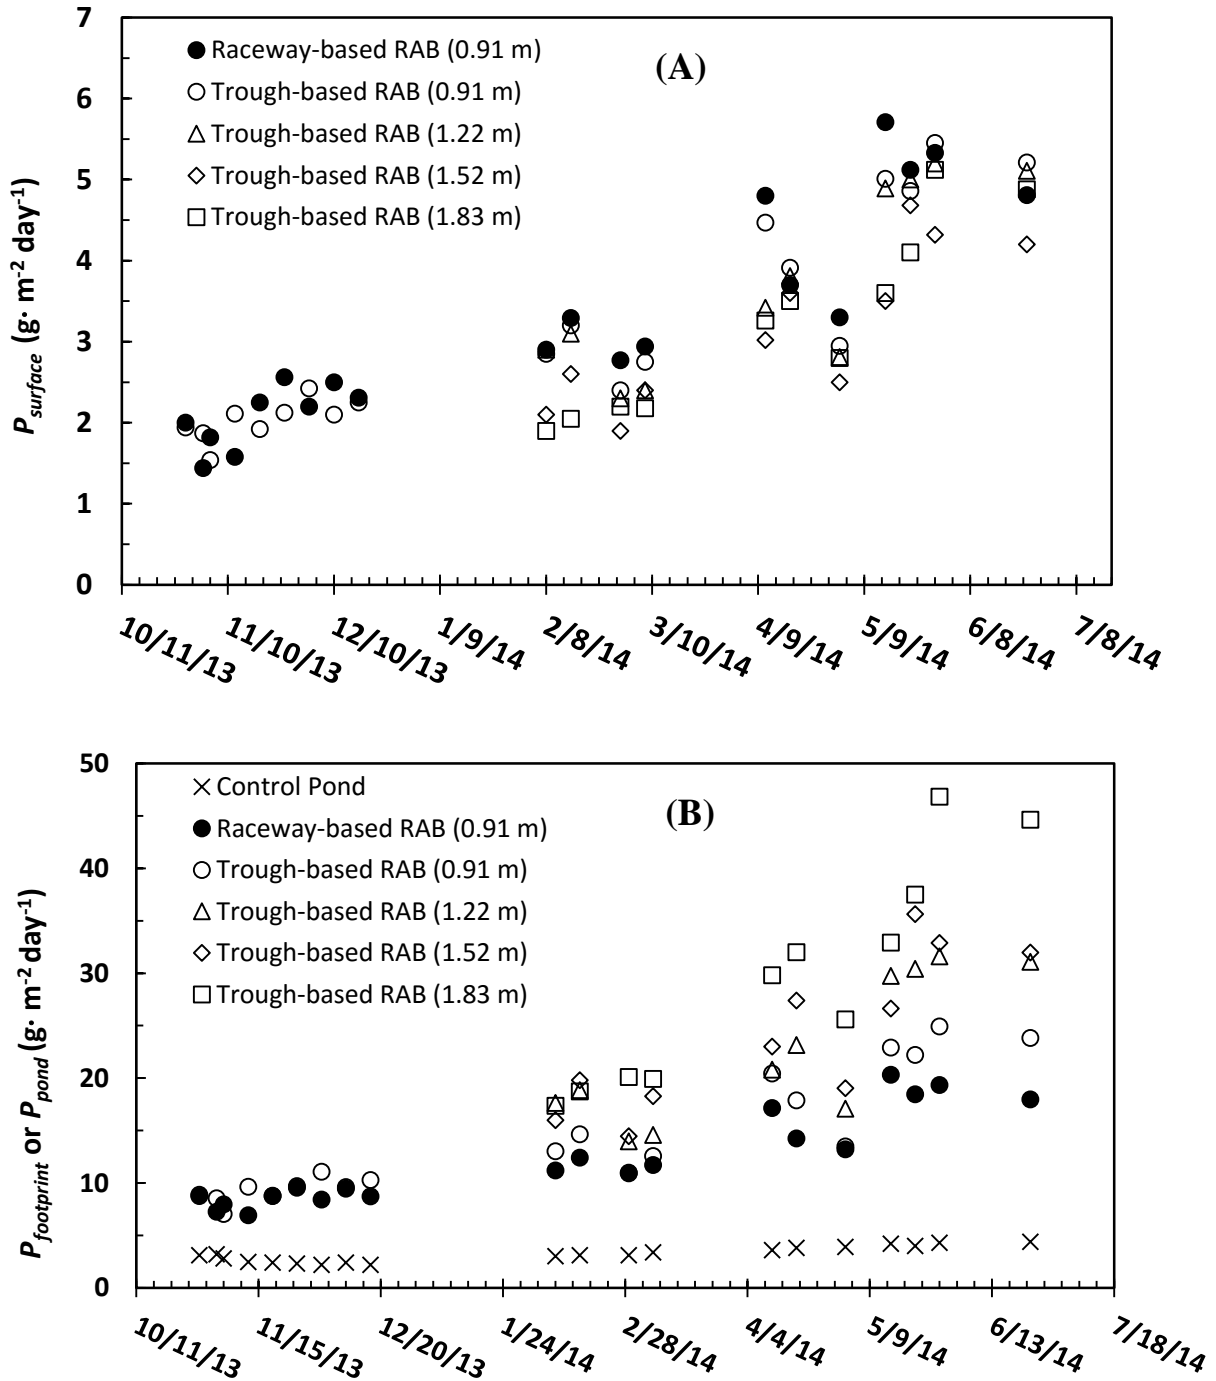 7
6
5
4
3
2
1
0
P_surface (g· m⁻² day⁻¹)
Raceway-based RAB (0.91 m)
Trough-based RAB (0.91 m)
Trough-based RAB (1.22 m)
Trough-based RAB (1.52 m)
Trough-based RAB (1.83 m)
(A)
10/11/13
11/10/13
12/10/13
1/9/14
2/8/14
3/10/14
4/9/14
5/9/14
6/8/14
7/8/14
50
40
30
20
10
0
P_footprint or P_pond (g· m⁻² day⁻¹)
Control Pond
Raceway-based RAB (0.91 m)
Trough-based RAB (0.91 m)
Trough-based RAB (1.22 m)
Trough-based RAB (1.52 m)
Trough-based RAB (1.83 m)
(B)
10/11/13
11/15/13
12/20/13
1/24/14
2/28/14
4/4/14
5/9/14
6/13/14
7/18/14